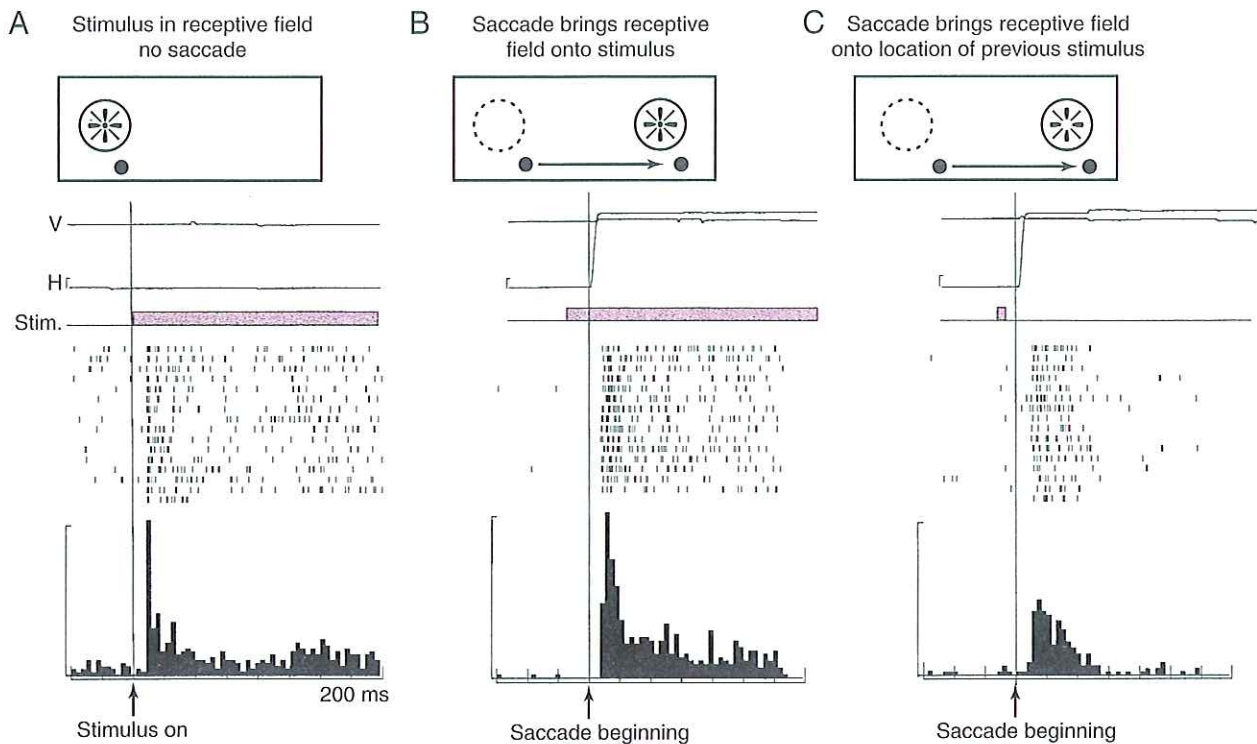 A
Stimulus in receptive field
no saccade
B
Saccade brings receptive
field onto stimulus
C
Saccade brings receptive field
onto location of previous stimulus
V
H
Stim.
200 ms
Stimulus on
Saccade beginning
Saccade beginning